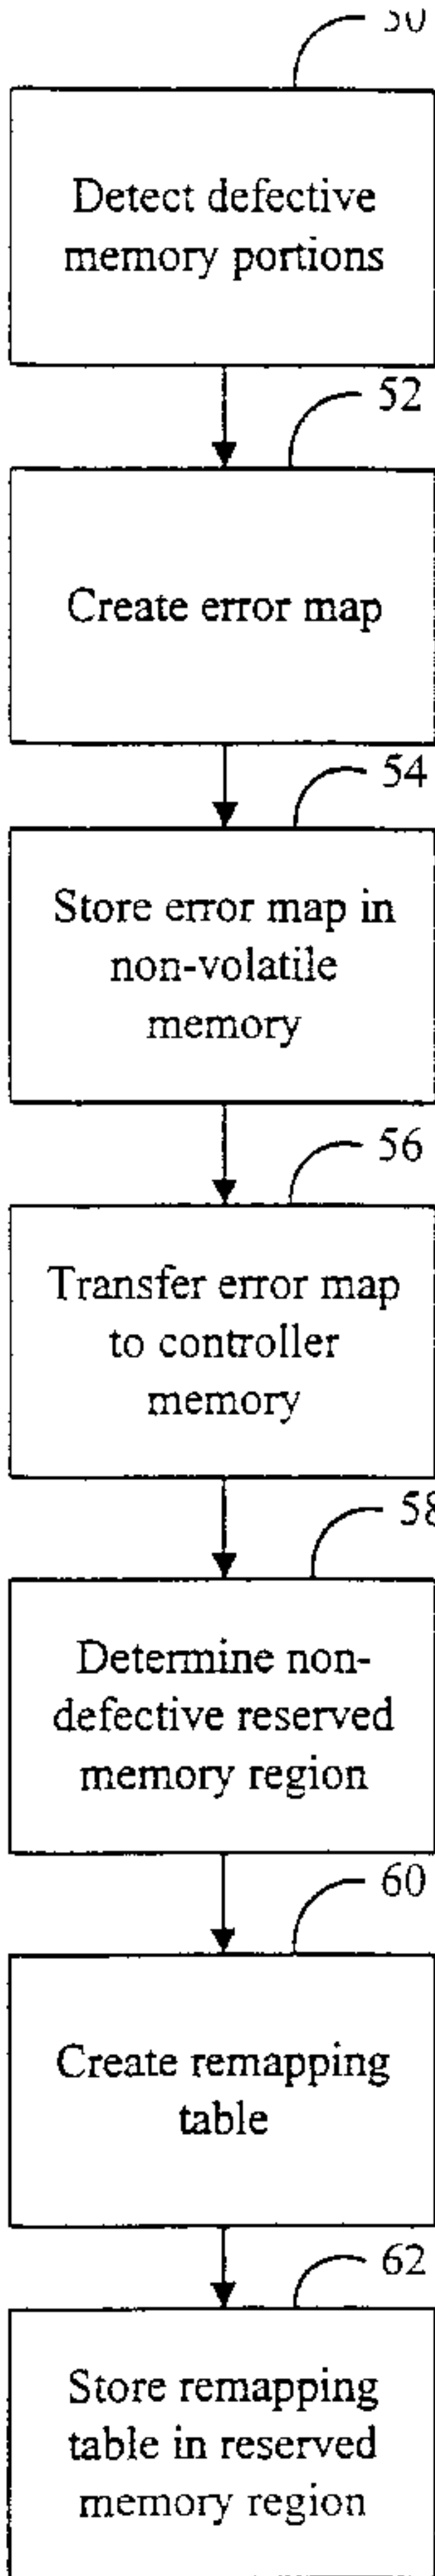 50
Detect defective
memory portions
52
Create error map
54
Store error map in
non-volatile
memory
56
Transfer error map
to controller
memory
58
Determine non-
defective reserved
memory region
60
Create remapping
table
62
Store remapping
table in reserved
memory region